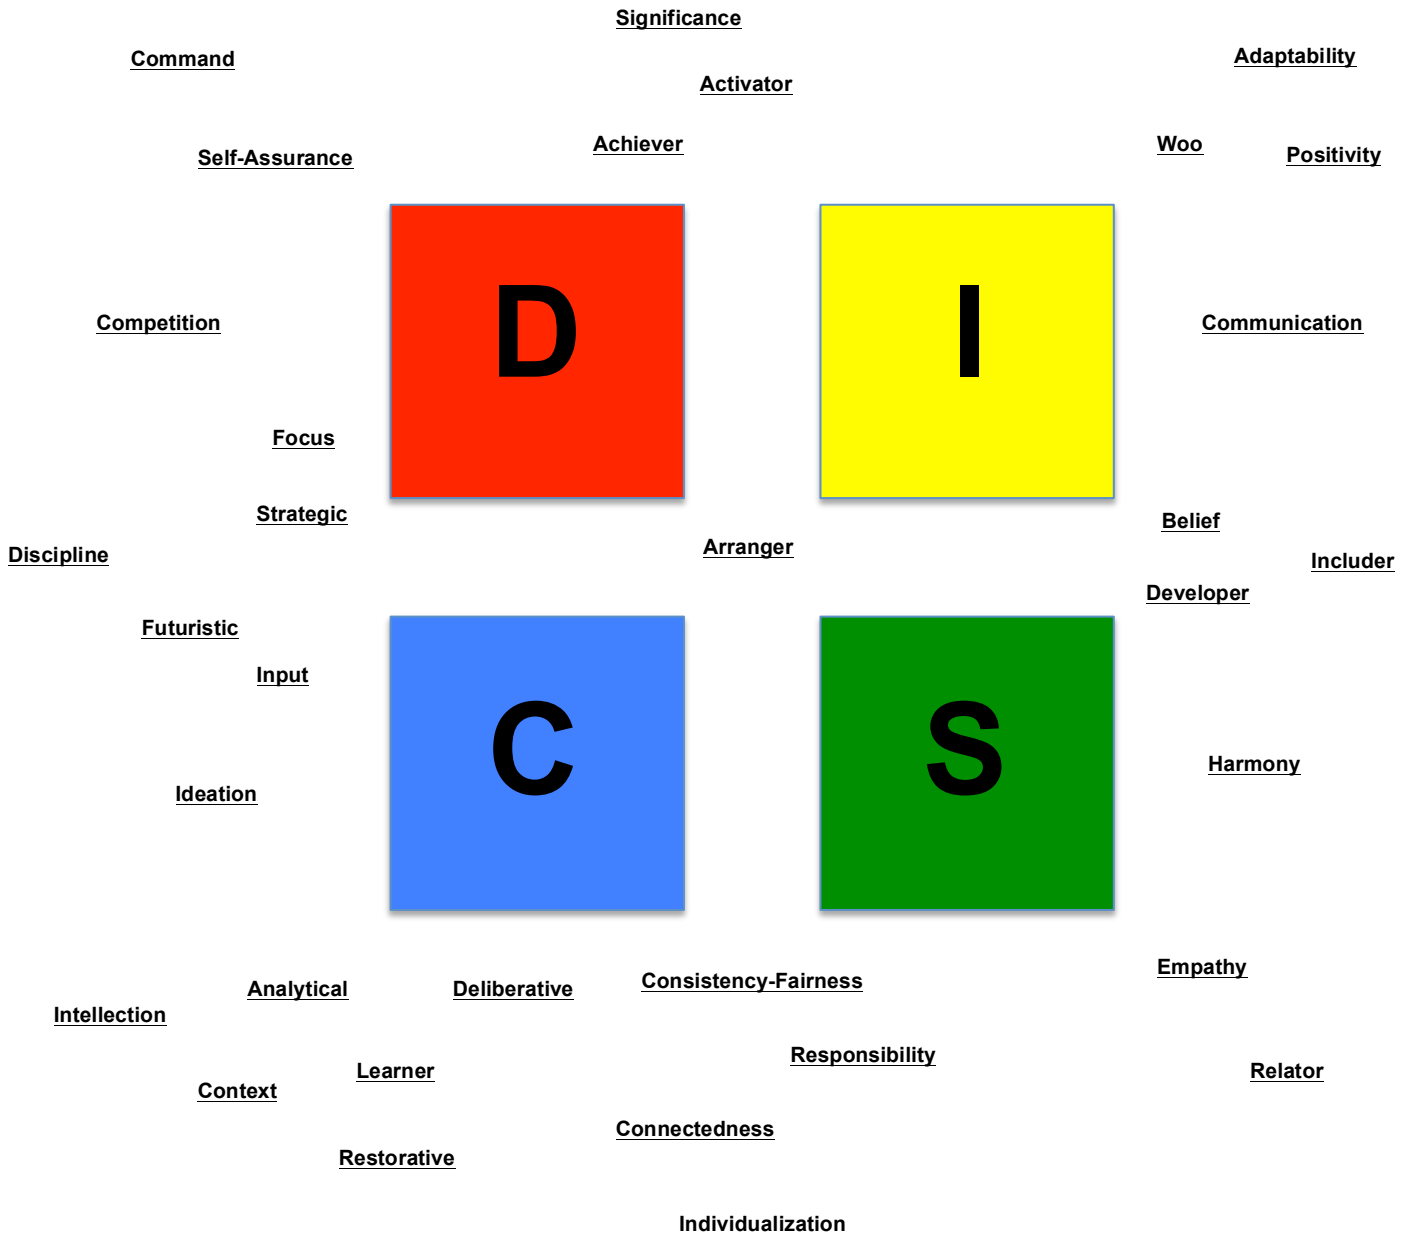 Significance
Command
Adaptability
Activator
Achiever
Woo
Self-Assurance
Positivity
D
I
Competition
Communication
Focus
Strategic
Belief
Arranger
Discipline
Includer
Developer
Futuristic
Input
C
S
Harmony
Ideation
Empathy
Consistency-Fairness
Analytical
Deliberative
Intellection
Responsibility
Learner
Relator
Context
Connectedness
Restorative
Individualization